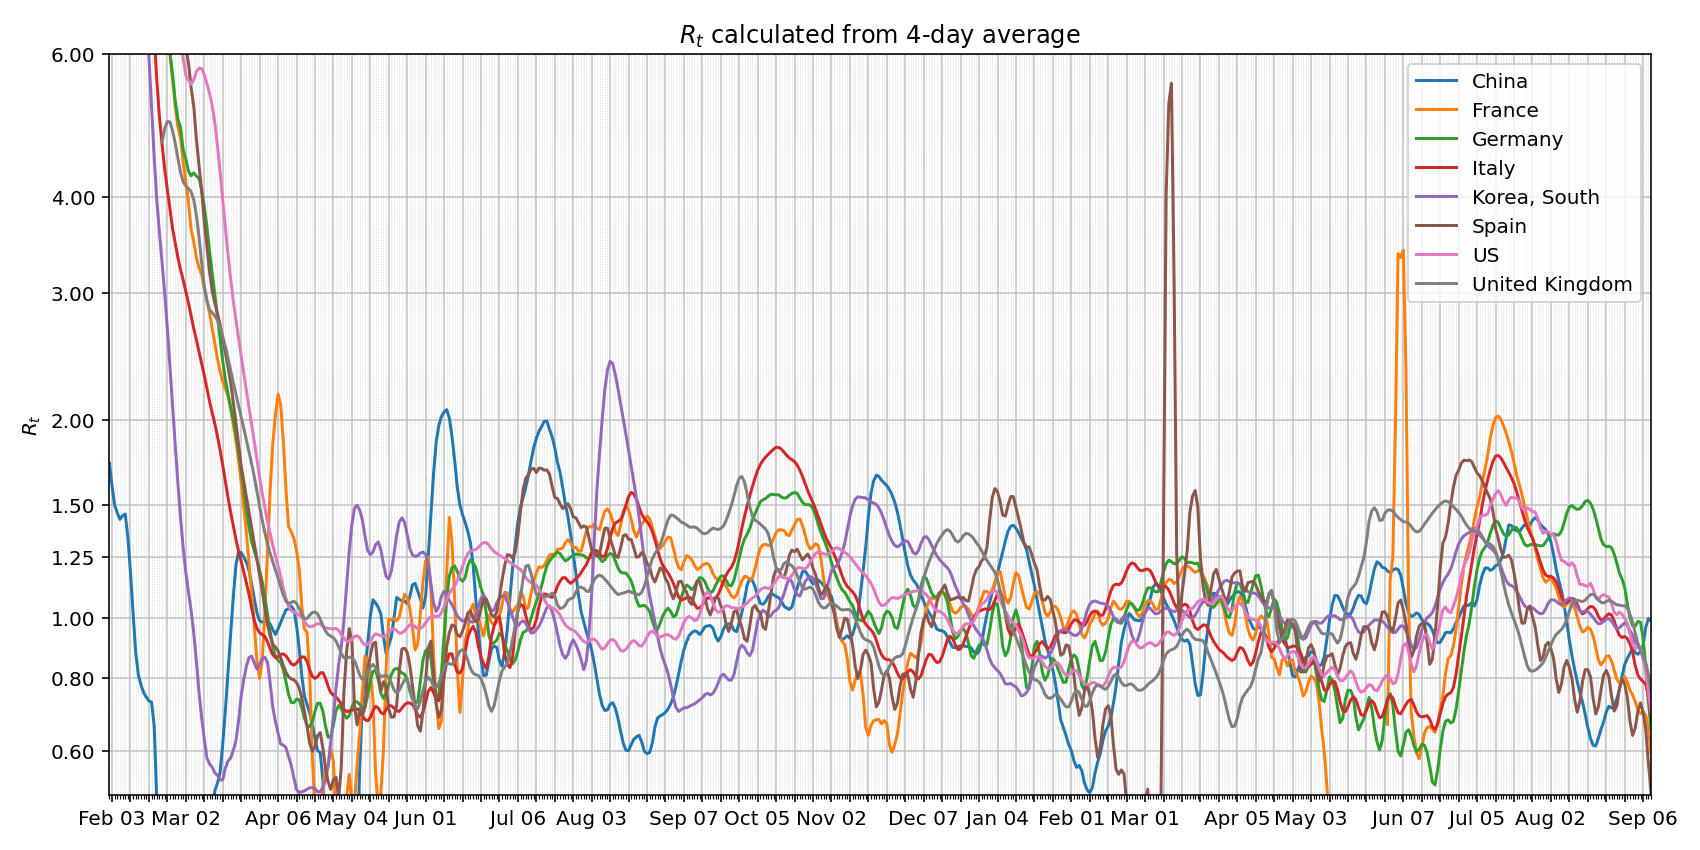 Rt calculated from 4-day average
6.00
4.00
3.00
2.00
1.50
1.25
1.00
0.80
0.60
Rt
China
France
Germany
Italy
Korea, South
Spain
US
United Kingdom
Feb 03 Mar 02 Apr 06 May 04 Jun 01 Jul 06 Aug 03 Sep 07 Oct 05 Nov 02 Dec 07 Jan 04 Feb 01 Mar 01 Apr 05 May 03 Jun 07 Jul 05 Aug 02 Sep 06